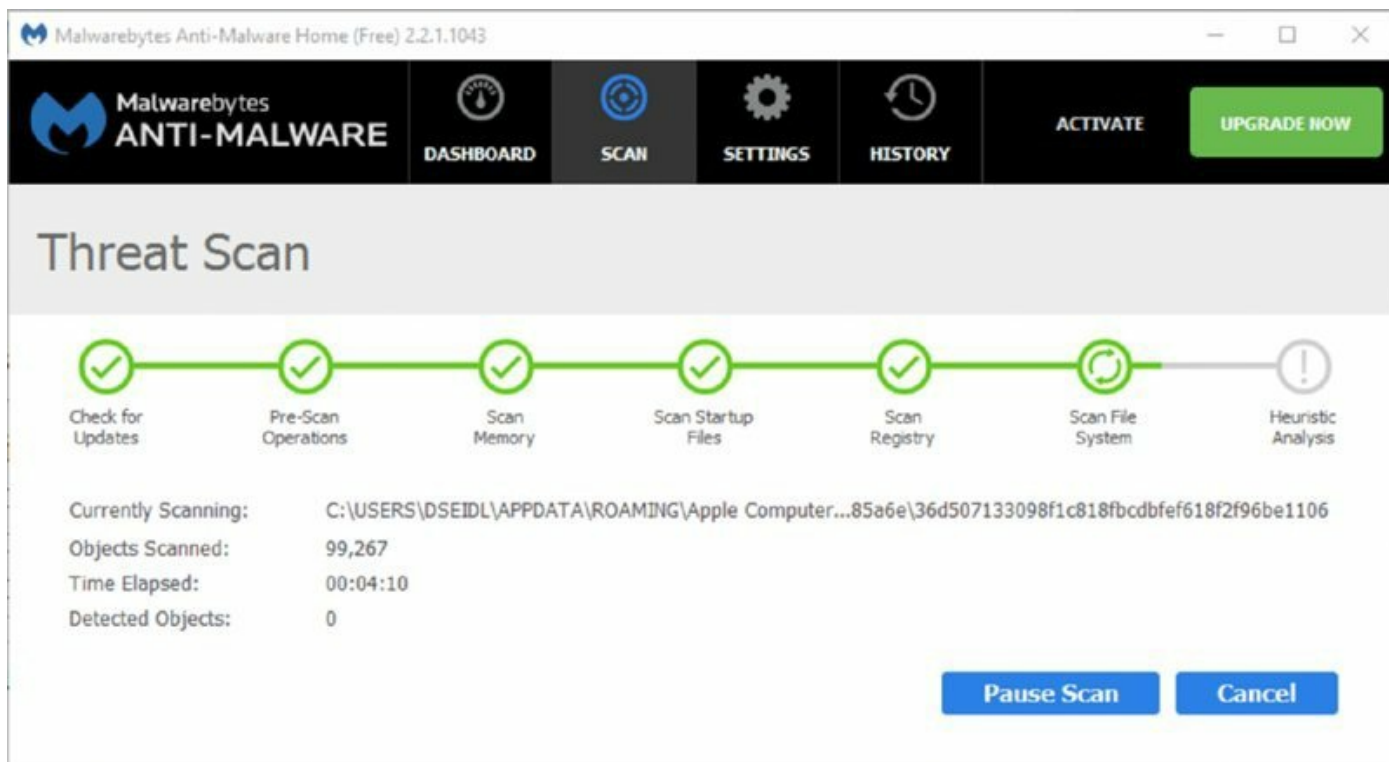 Malwarebytes Anti-Malware Home (Free) 2.2.1.1043
Malwarebytes
ANTI-MALWARE
DASHBOARD
SCAN
SETTINGS
HISTORY
ACTIVATE
UPGRADE NOW
Threat Scan
Check for
Updates
Pre-Scan
Operations
Scan
Memory
Scan Startup
Files
Scan
Registry
Scan File
System
Heuristic
Analysis
Currently Scanning: C:\USERS\DSEIDL\APPDATA\ROAMING\Apple Computer...85a6e\36d507133098f1c818fbcdbfef618f2f96be1106
Objects Scanned: 99,267
Time Elapsed: 00:04:10
Detected Objects: 0
Pause Scan
Cancel